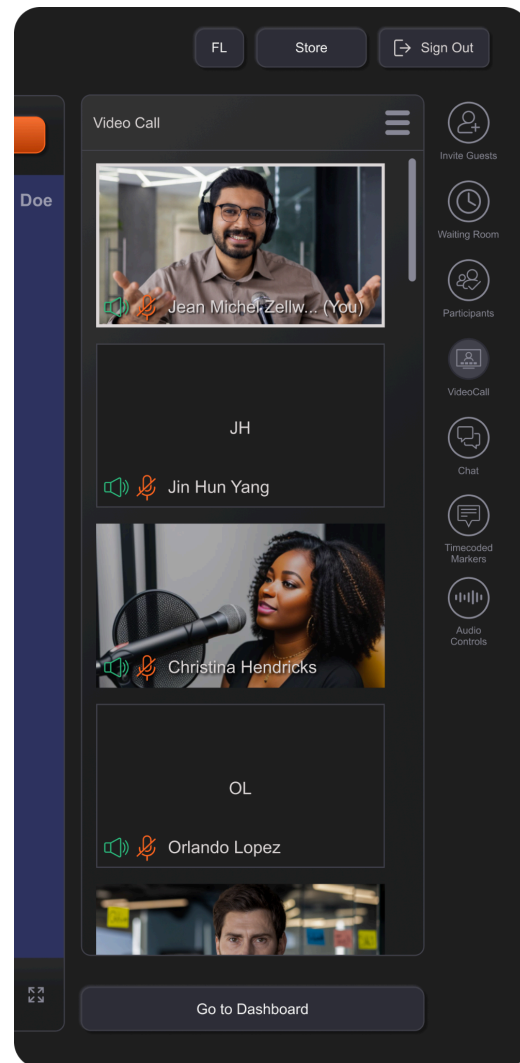 FL
Store
Sign Out
Video Call
Invite Guests
Doe
Waiting Room
Jean Michel Zellw... (You)
Participants
VideoCall
JH
Chat
Jin Hun Yang
Timecoded
Markers
Audio
Controls
Christina Hendricks
OL
Orlando Lopez
Go to Dashboard